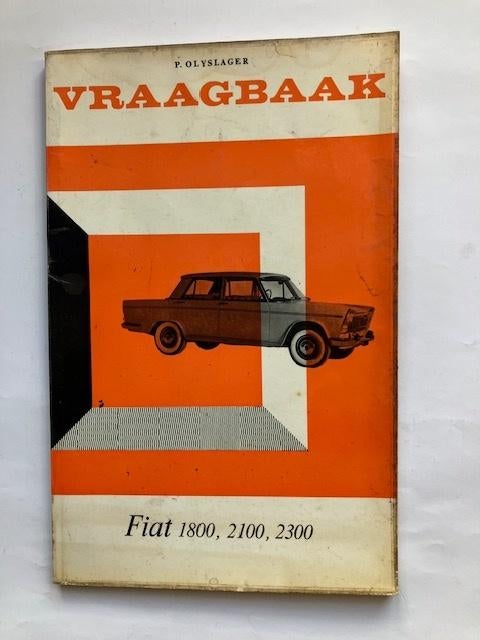 P. OLYSLAGER
VRAAGBAAK
Fiat 1800, 2100, 2300